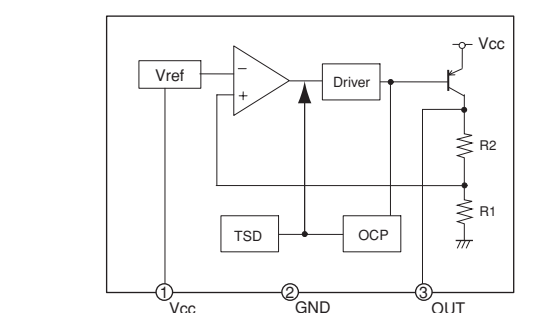 Vcc
Vref
−
+
Driver
R2
R1
TSD
OCP
1 2 3
Vcc GND OUT